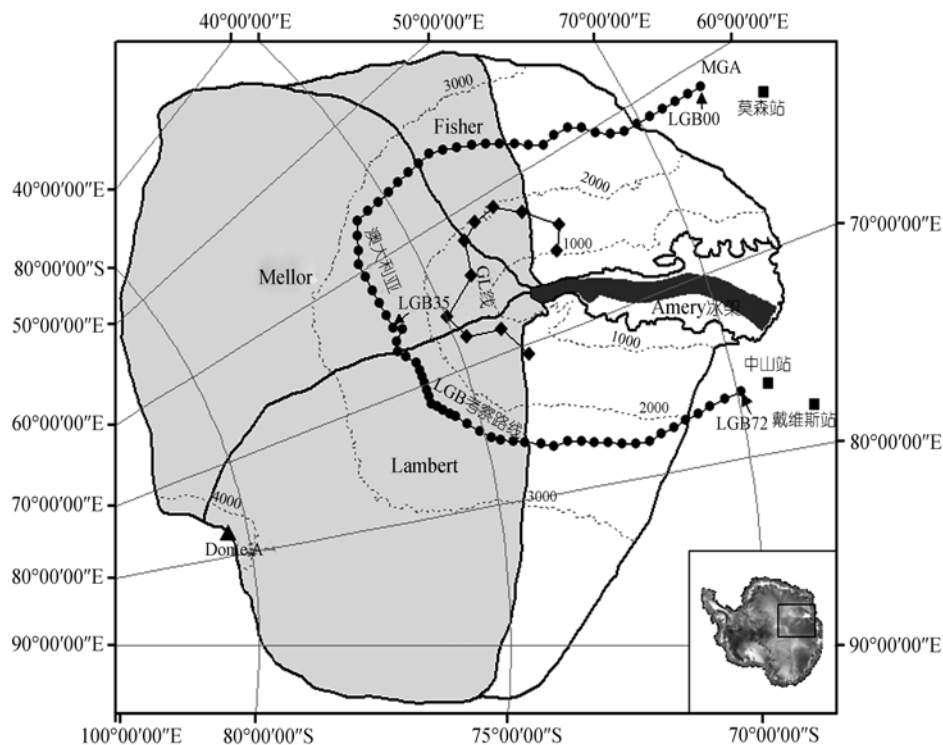 40°00′00″E
50°00′00″E
70°00′00″E
60°00′00″E
MGA
3000
莫森站
LGB00
Fisher
2000
40°00′00″E
70°00′00″E
1000
澳大利亚
80°00′00″S
Mellor
GL线
LGB35
Amery冰架
50°00′00″E
1000
中山站
LGB考察路线
2000
60°00′00″E
LGB72
戴维斯站
80°00′00″E
Lambert
4000
3000
70°00′00″E
Dome A
80°00′00″E
90°00′00″E
90°00′00″E
100°00′00″E
80°00′00″S
75°00′00″S
70°00′00″S